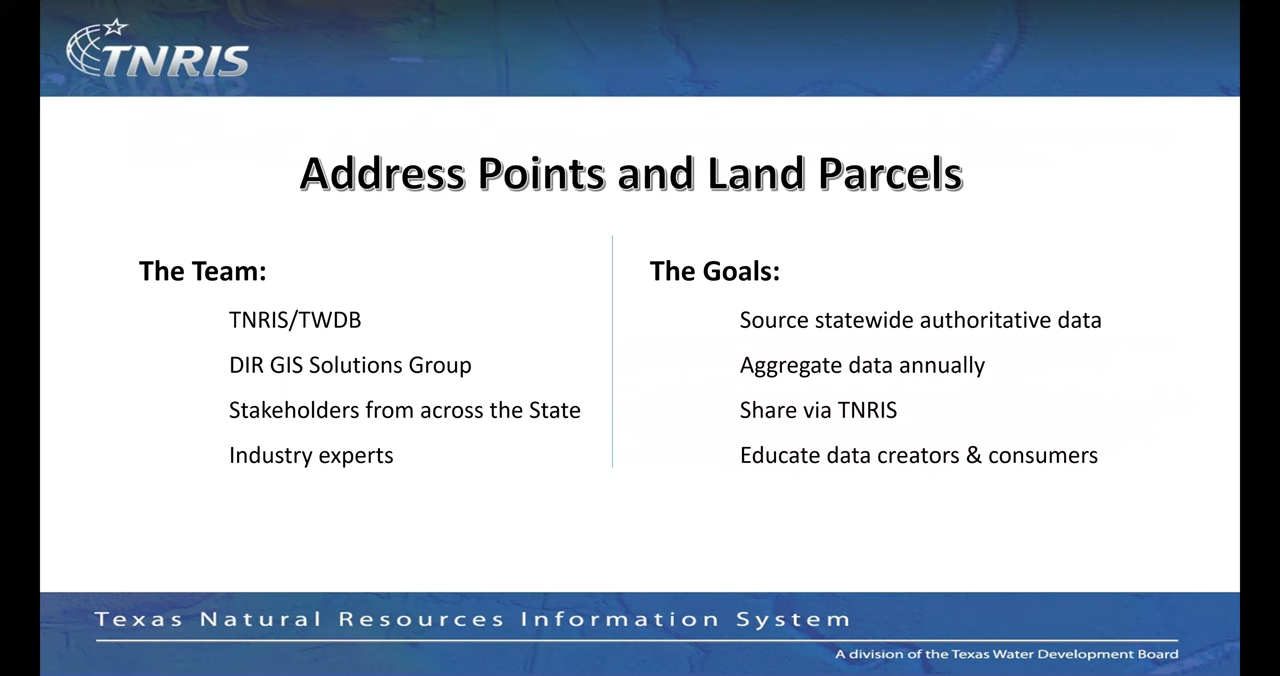 TNRIS
Address Points and Land Parcels
The Team:
TNRIS/TWDB
DIR GIS Solutions Group
Stakeholders from across the State
Industry experts
The Goals:
Source statewide authoritative data
Aggregate data annually
Share via TNRIS
Educate data creators & consumers
Texas Natural Resources Information System
A division of the Texas Water Development Board